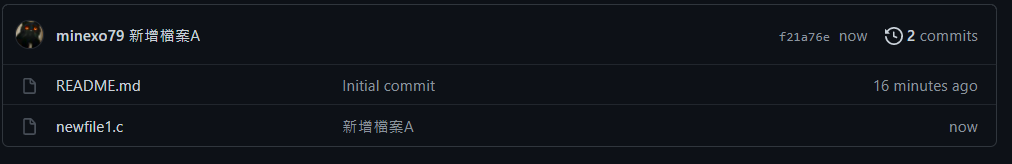 minexo79 新增檔案A f21a76e now 2 commits
README.md Initial commit 16 minutes ago
newfile1.c 新增檔案A now